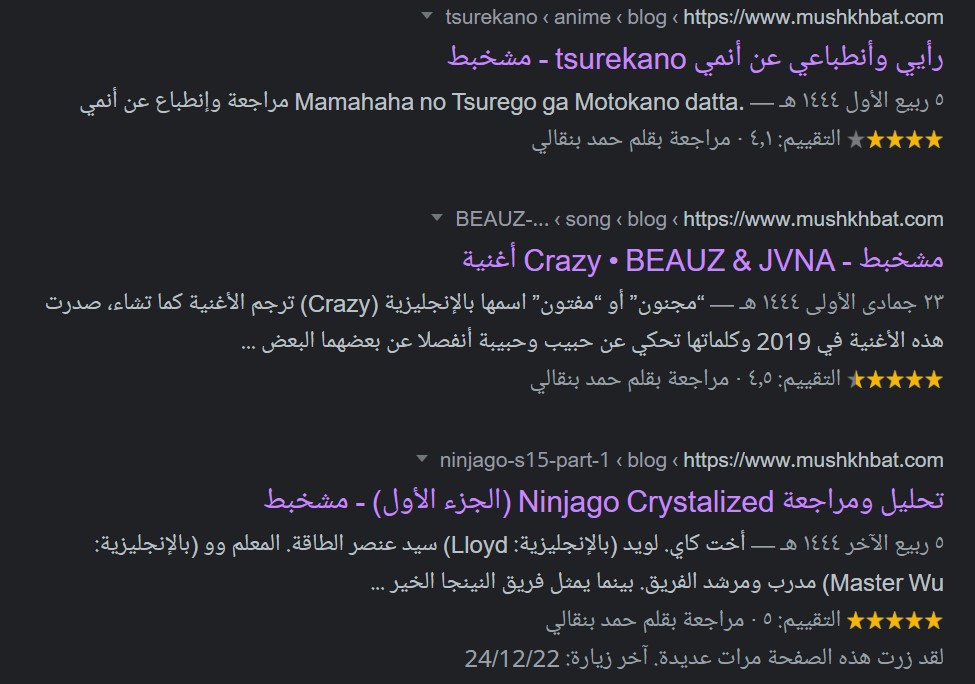 https://www.mushkhbat.com › blog › anime › tsurekano
رأيي وأنطباعي عن أنمي tsurekano - مشخبط
٥ ربيع الأول ١٤٤٤ هـ — Mamahaha no Tsurego ga Motokano datta. مراجعة وإنطباع عن أنمي
التقييم: ٤٫١ · مراجعة بقلم حمد بنقالي
https://www.mushkhbat.com › blog › song › BEAUZ-...
أغنية Crazy • BEAUZ & JVNA - مشخبط
٢٣ جمادى الأولى ١٤٤٤ هـ — “مجنون” أو “مفتون” اسمها بالإنجليزية (Crazy) ترجم الأغنية كما تشاء، صدرت
هذه الأغنية في 2019 وكلماتها تحكي عن حبيب وحبيبة أنفصلا عن بعضهما البعض ...
التقييم: ٤٫٥ · مراجعة بقلم حمد بنقالي
https://www.mushkhbat.com › blog › ninjago-s15-part-1
تحليل ومراجعة Ninjago Crystalized (الجزء الأول) - مشخبط
٥ ربيع الآخر ١٤٤٤ هـ — أخت كاي. لويد (بالإنجليزية: Lloyd) سيد عنصر الطاقة. المعلم وو (بالإنجليزية:
Master Wu) مدرب ومرشد الفريق. بينما يمثل فريق النينجا الخير ...
التقييم: ٥ · مراجعة بقلم حمد بنقالي
لقد زرت هذه الصفحة مرات عديدة. آخر زيارة: 24/12/22